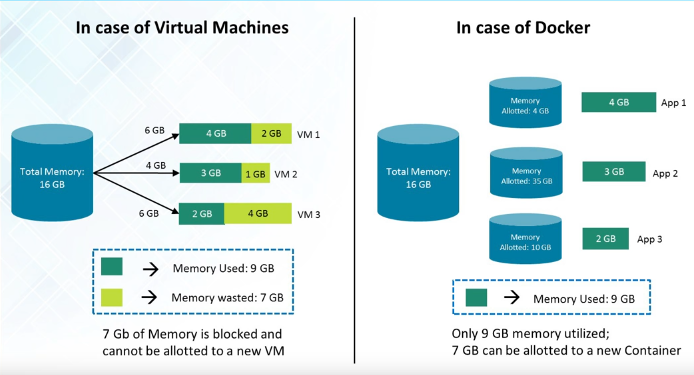 In case of Virtual Machines
Total Memory:
16 GB
6 GB
4 GB
6 GB
4 GB
2 GB
VM 1
3 GB
1 GB
VM 2
2 GB
4 GB
VM 3
Memory Used: 9 GB
Memory wasted: 7 GB
7 Gb of Memory is blocked and
cannot be allotted to a new VM
In case of Docker
Total Memory:
16 GB
Memory
Allotted: 4 GB
4 GB
App 1
Memory
Allotted: 35 GB
3 GB
App 2
Memory
Allotted: 10 GB
2 GB
App 3
Memory Used: 9 GB
Only 9 GB memory utilized;
7 GB can be allotted to a new Container